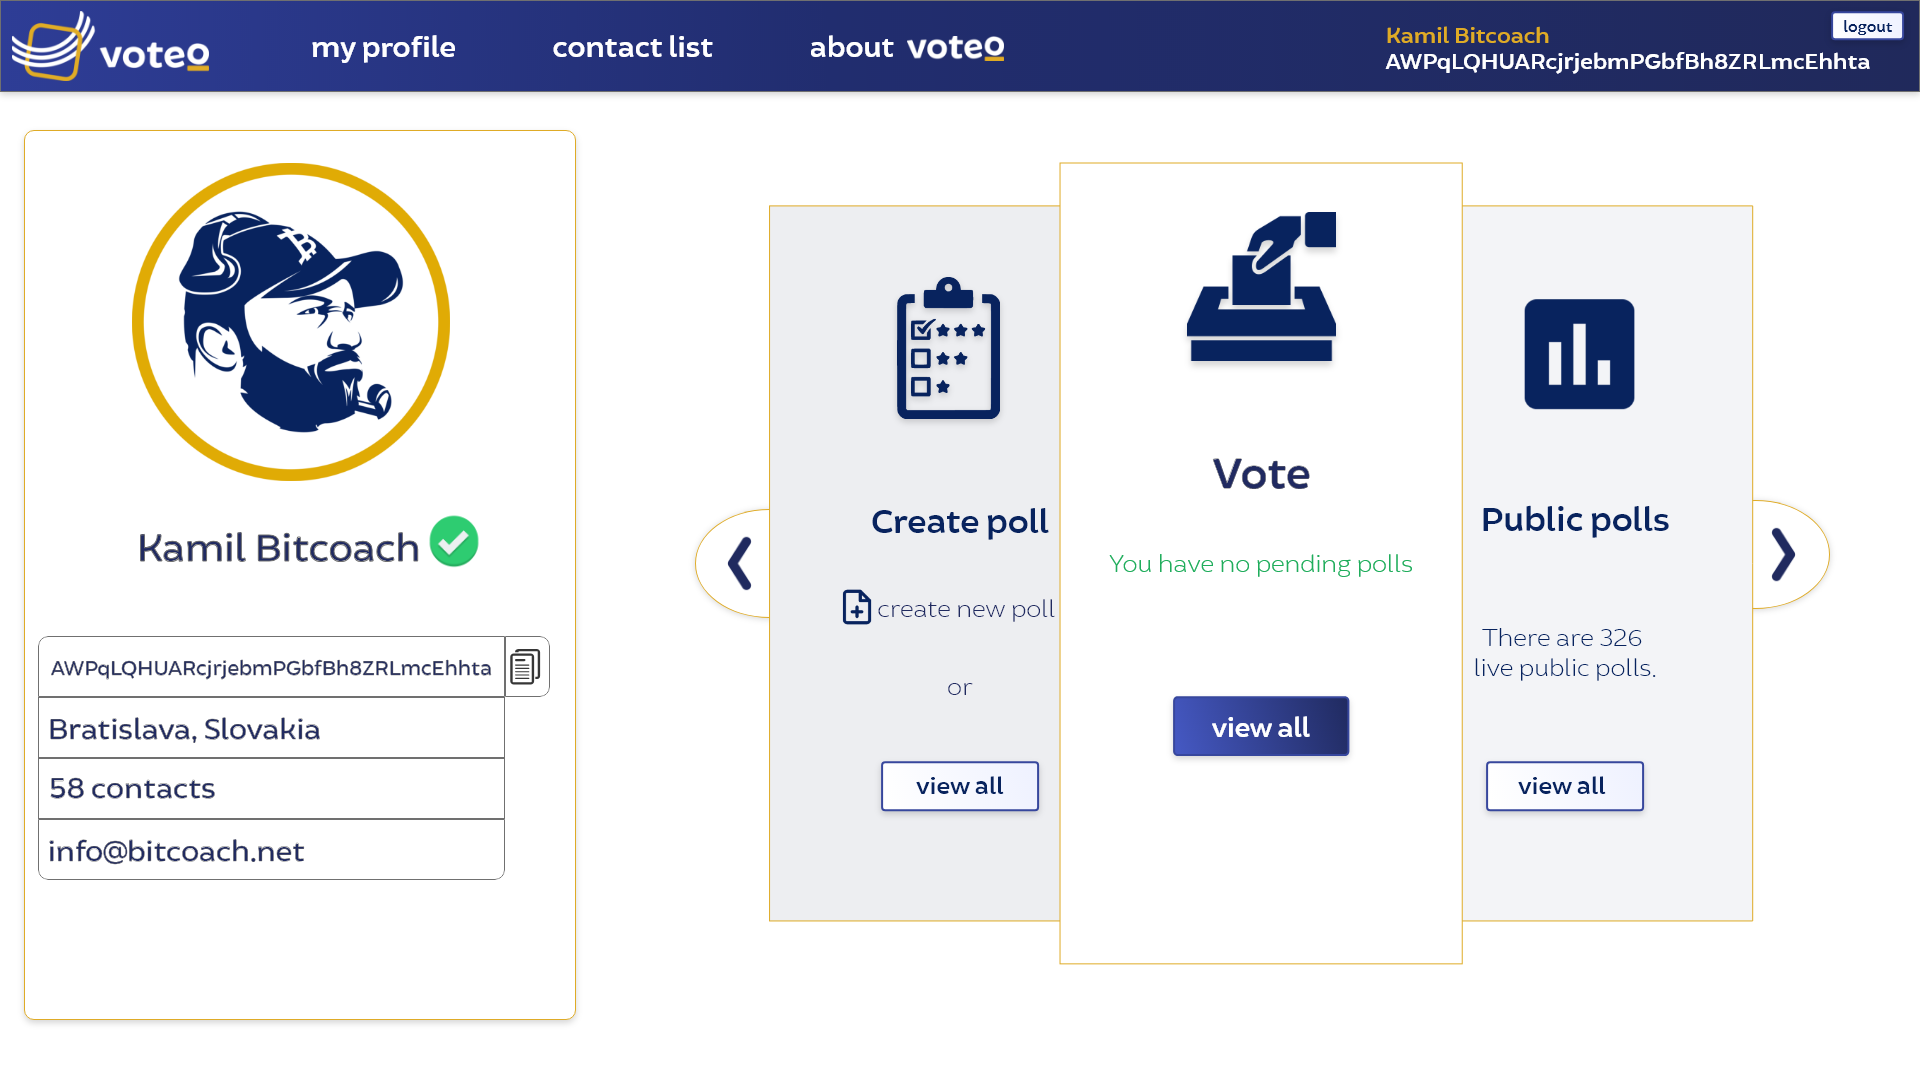 voteo
my profile
contact list
about voteo
Kamil Bitcoach
AWPqLQHUARcjrjebmPGbfBh8ZRLmcEhhta
logout
Kamil Bitcoach
AWPqLQHUARcjrjebmPGbfBh8ZRLmcEhhta
Bratislava, Slovakia
58 contacts
info@bitcoach.net
Create poll
create new poll
or
view all
Vote
You have no pending polls
view all
Public polls
There are 326
live public polls.
view all